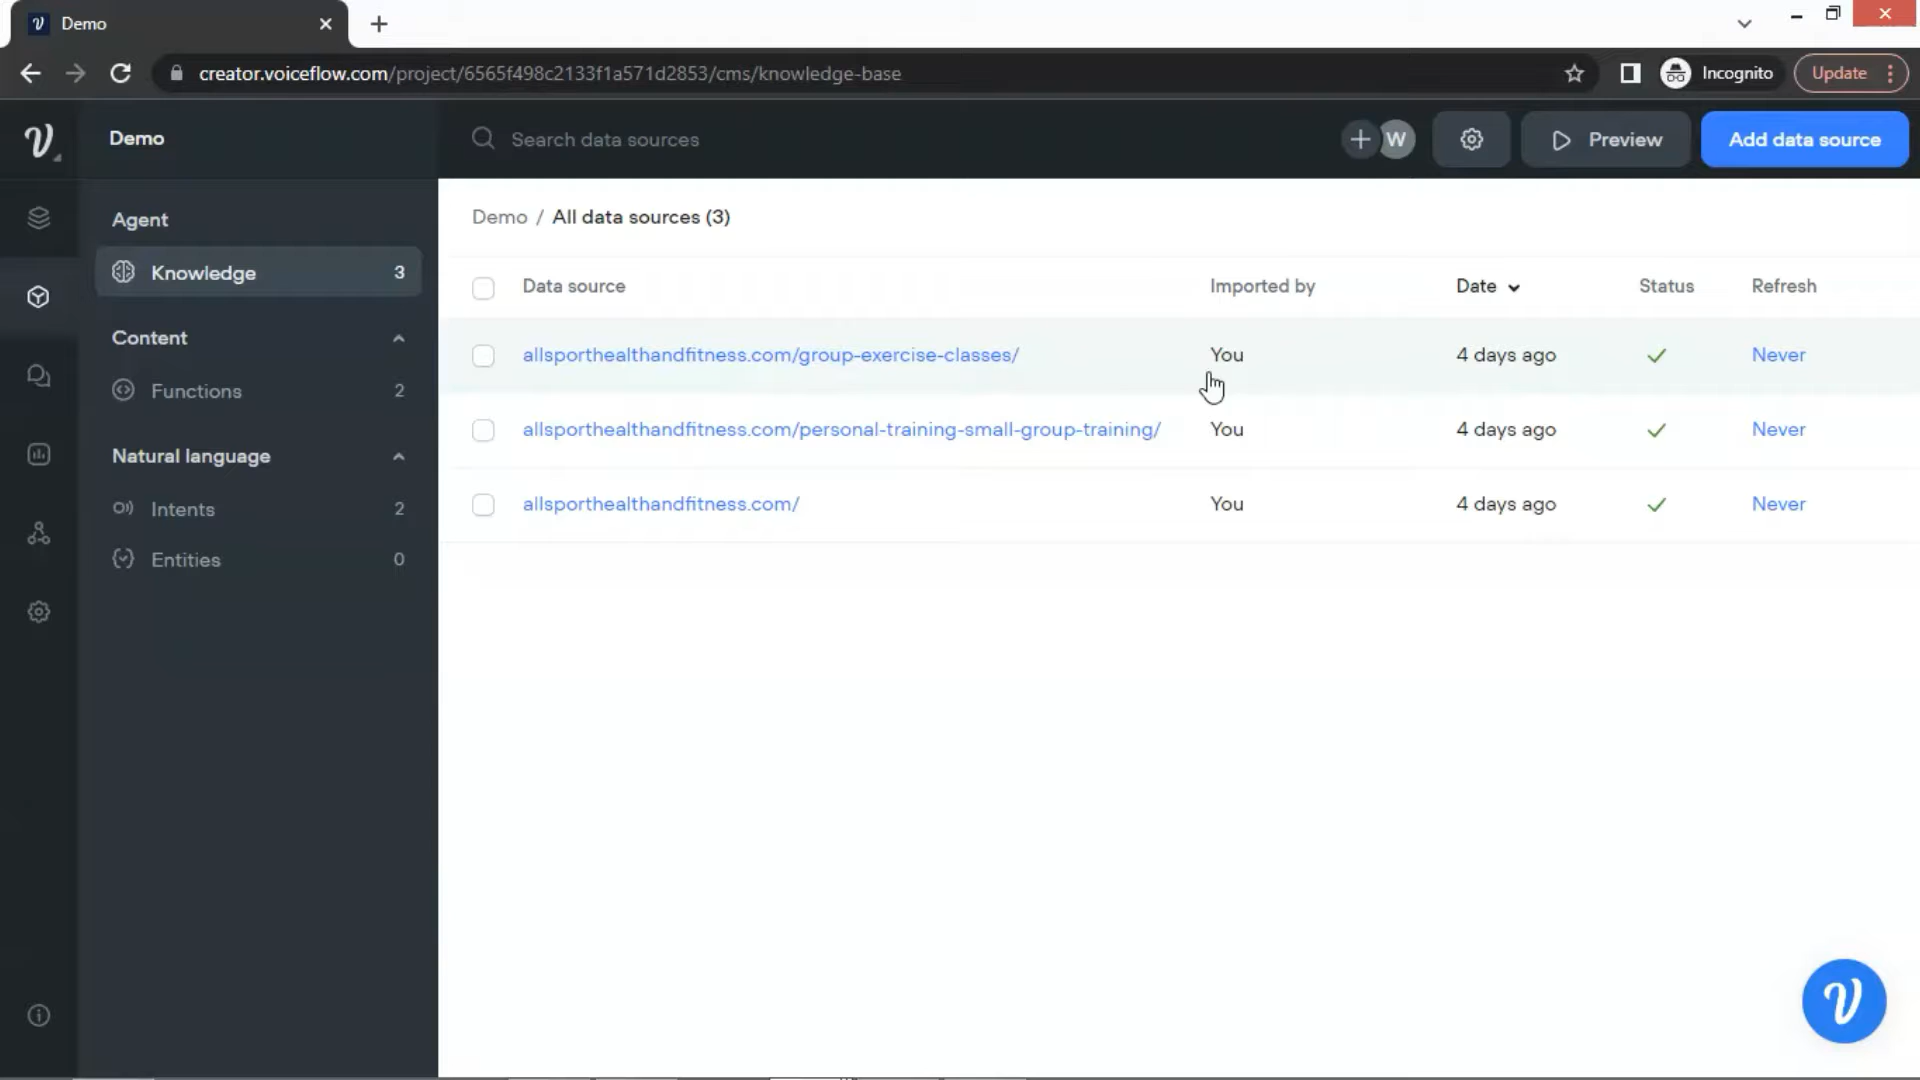 Demo
creator.voiceflow.com/project/6565f498c2133f1a571d2853/cms/knowledge-base
Incognito
Update
Demo
Search data sources
W
Preview
Add data source
Agent
Knowledge 3
Content
Functions 2
Natural language
Intents 2
Entities 0
Demo / All data sources (3)
Data source Imported by Date Status Refresh
allsporthealthandfitness.com/group-exercise-classes/ You 4 days ago Never
allsporthealthandfitness.com/personal-training-small-group-training/ You 4 days ago Never
allsporthealthandfitness.com/ You 4 days ago Never